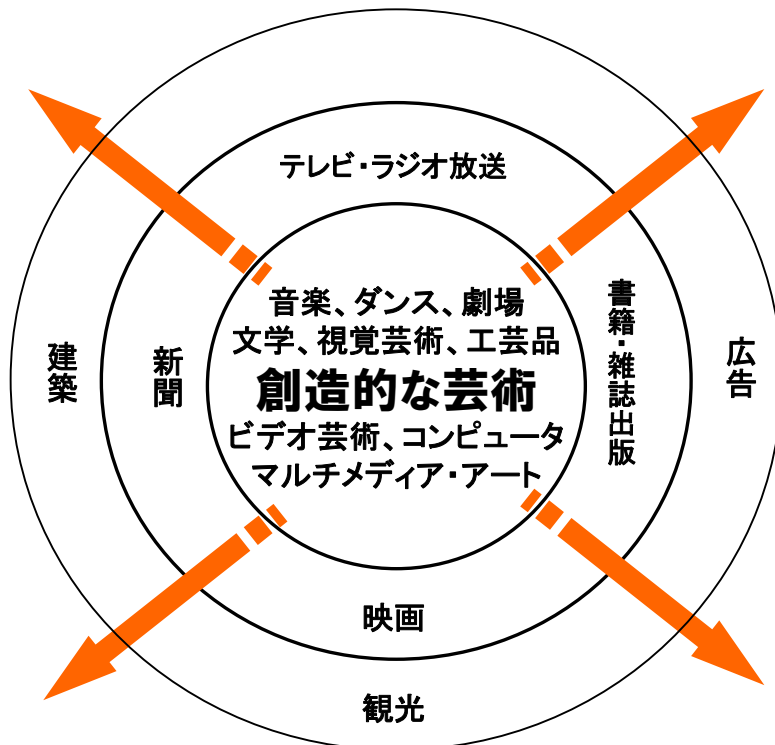 テレビ・ラジオ放送
音楽、ダンス、劇場
文学、視覚芸術、工芸品
創造的な芸術
ビデオ芸術、コンピュータ
マルチメディア・アート
建築
新聞
書籍・雑誌出版
広告
映画
観光